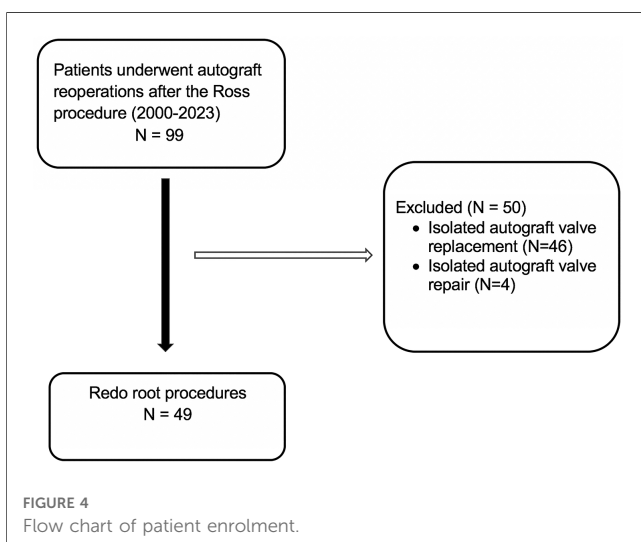 Patients underwent autograft
reoperations after the Ross
procedure (2000-2023)
N = 99
Excluded (N = 50)
• Isolated autograft valve
replacement (N=46)
• Isolated autograft valve
repair (N=4)
Redo root procedures
N = 49
FIGURE 4
Flow chart of patient enrolment.